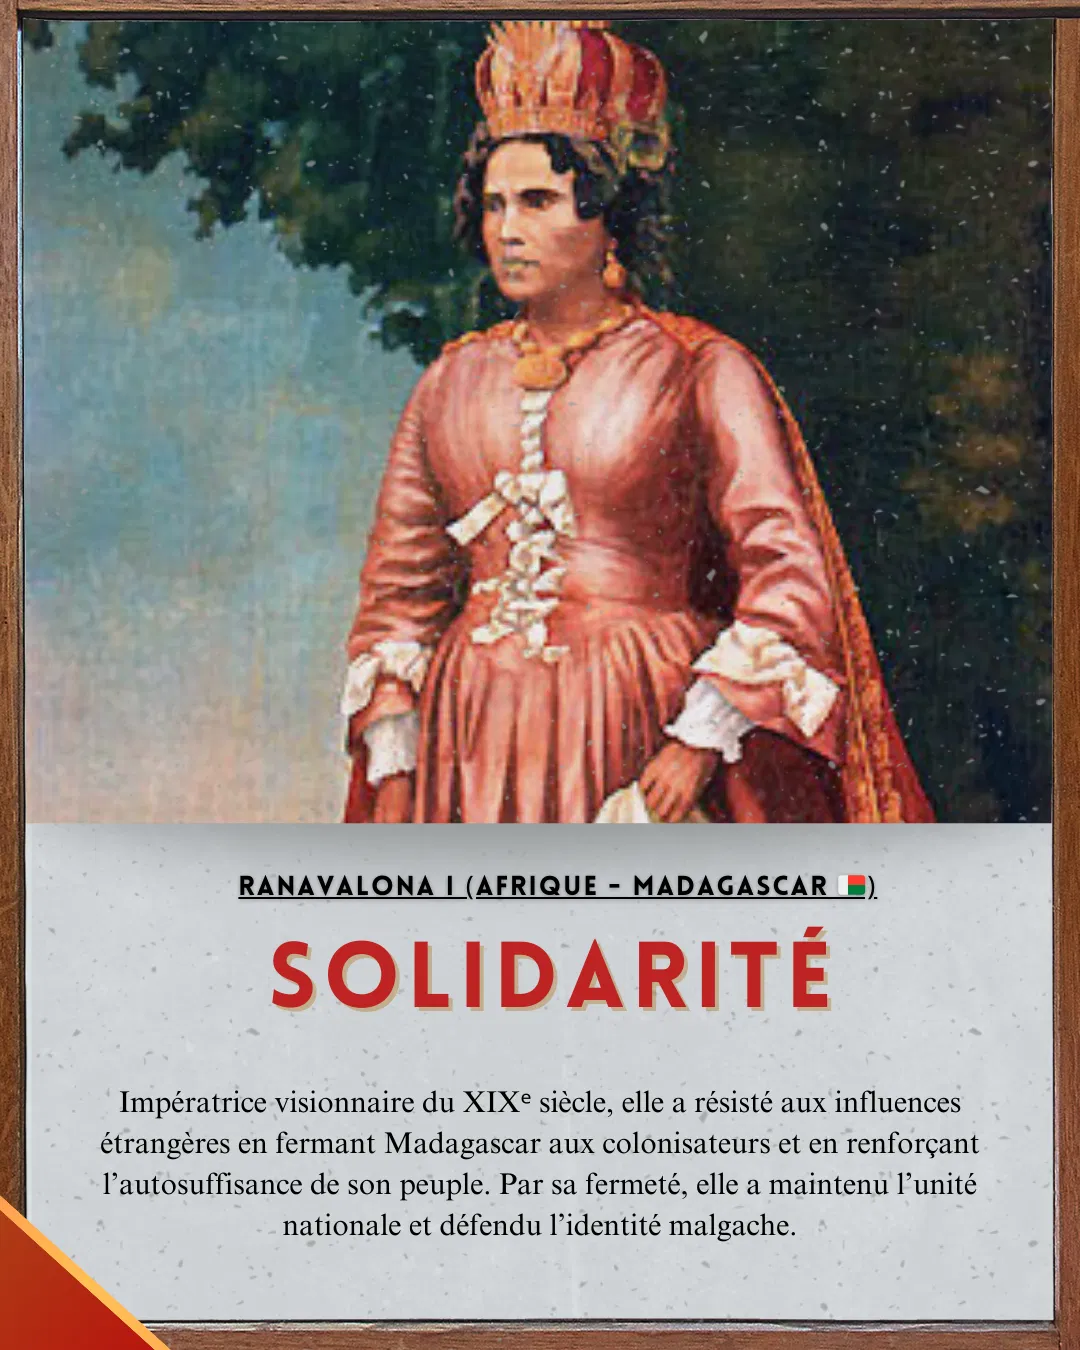 RANAVALONA I (AFRIQUE - MADAGASCAR 🇲🇬)
SOLIDARITÉ
Impératrice visionnaire du XIXᵉ siècle, elle a résisté aux influences
étrangères en fermant Madagascar aux colonisateurs et en renforçant
l’autosuffisance de son peuple. Par sa fermeté, elle a maintenu l’unité
nationale et défendu l’identité malgache.